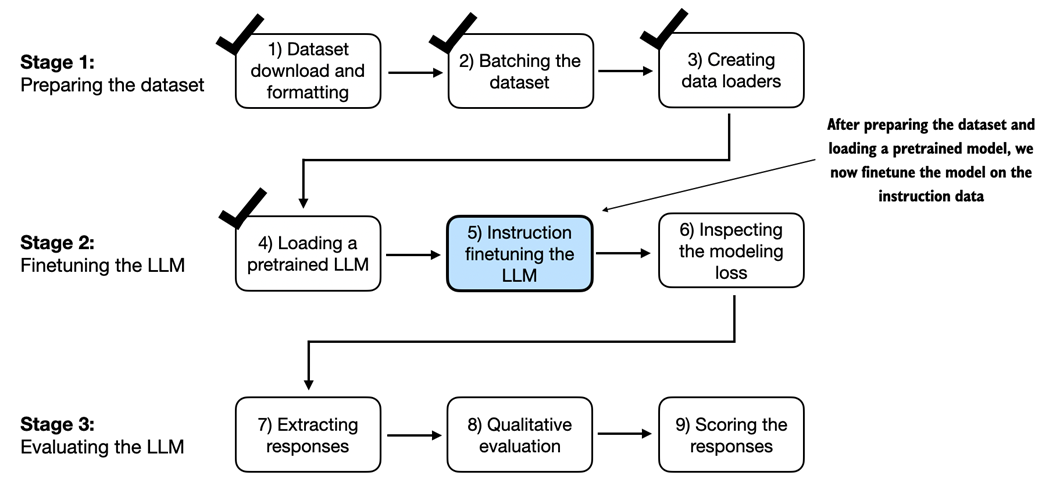 Stage 1:
Preparing the dataset
1) Dataset
download and
formatting
2) Batching the
dataset
3) Creating
data loaders
After preparing the dataset and
loading a pretrained model, we
now finetune the model on the
instruction data
Stage 2:
Finetuning the LLM
4) Loading a
pretrained LLM
5) Instruction
finetuning the
LLM
6) Inspecting
the modeling
loss
Stage 3:
Evaluating the LLM
7) Extracting
responses
8) Qualitative
evaluation
9) Scoring the
responses